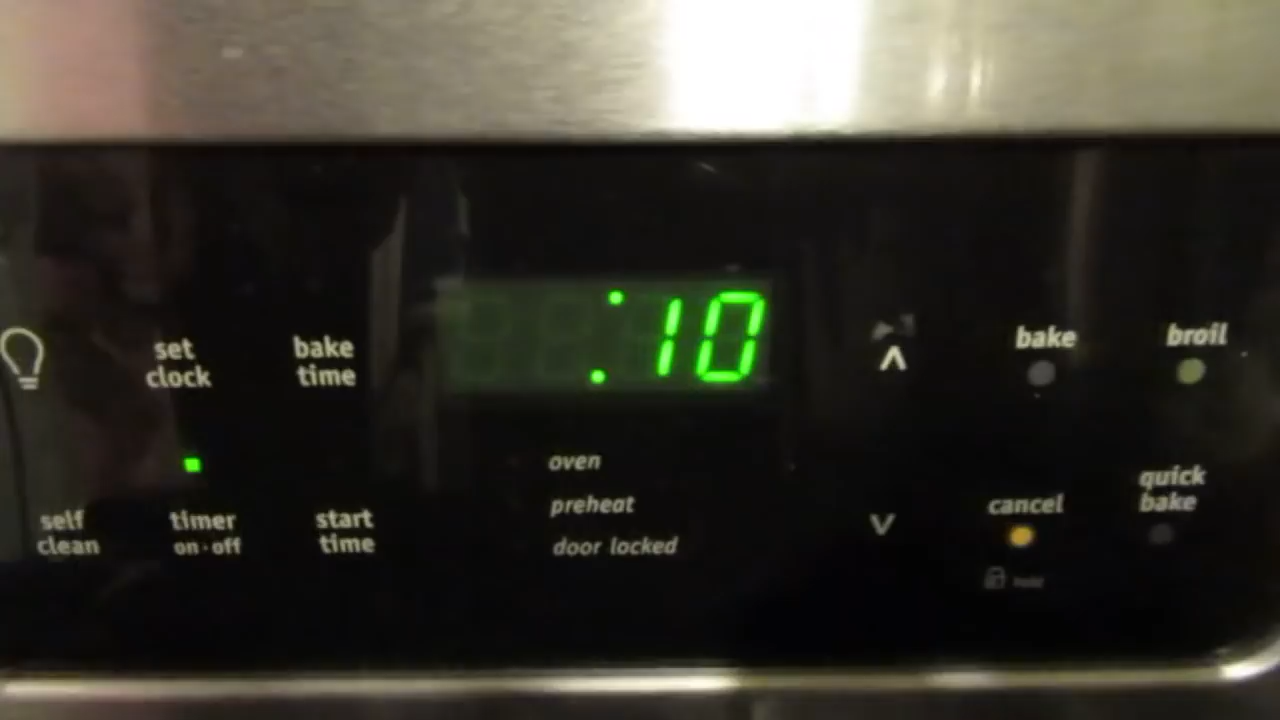 :10
set
clock
bake
time
bake
broil
oven
preheat
door locked
self
clean
timer
on·off
start
time
cancel
quick
bake
hold